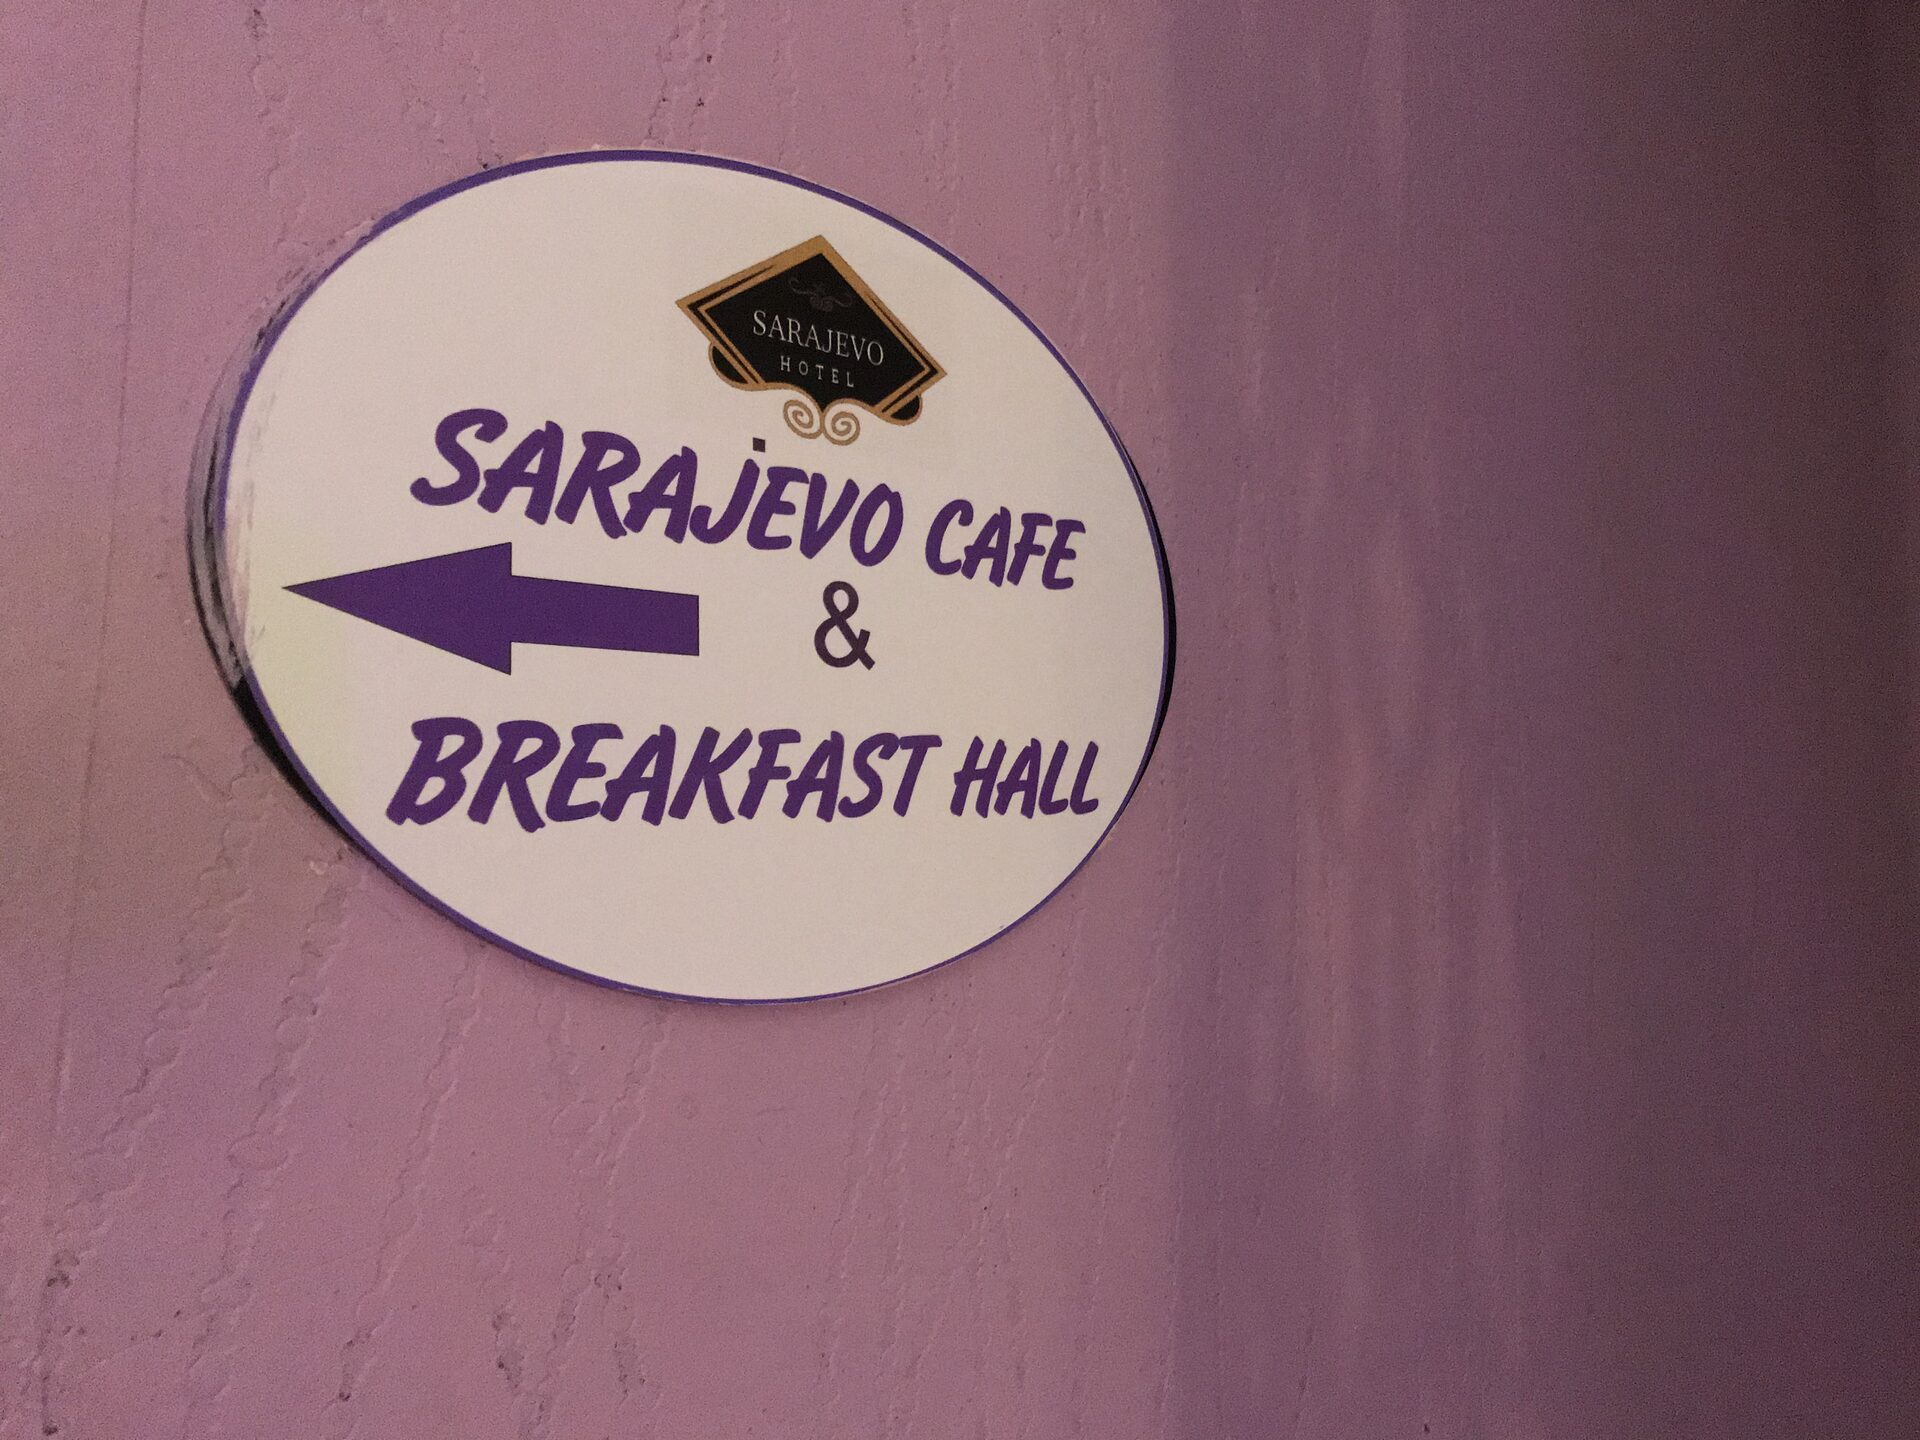 SARAJEVO
HOTEL
SARAJEVO CAFE
&
BREAKFAST HALL